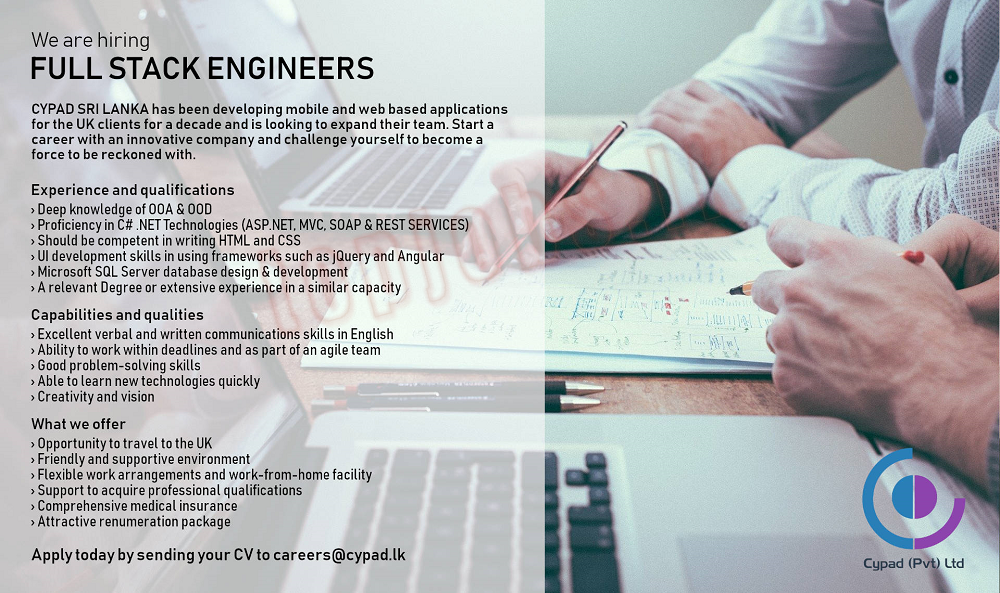 We are hiring
FULL STACK ENGINEERS
CYPAD SRI LANKA has been developing mobile and web based applications
for the UK clients for a decade and is looking to expand their team. Start a
career with an innovative company and challenge yourself to become a
force to be reckoned with.
Experience and qualifications
› Deep knowledge of OOA & OOD
› Proficiency in C# .NET Technologies (ASP.NET, MVC, SOAP & REST SERVICES)
› Should be competent in writing HTML and CSS
› UI development skills in using frameworks such as jQuery and Angular
› Microsoft SQL Server database design & development
› A relevant Degree or extensive experience in a similar capacity
Capabilities and qualities
› Excellent verbal and written communications skills in English
› Ability to work within deadlines and as part of an agile team
› Good problem-solving skills
› Able to learn new technologies quickly
› Creativity and vision
What we offer
› Opportunity to travel to the UK
› Friendly and supportive environment
› Flexible work arrangements and work-from-home facility
› Support to acquire professional qualifications
› Comprehensive medical insurance
› Attractive renumeration package
Apply today by sending your CV to careers@cypad.lk
Cypad (Pvt) Ltd